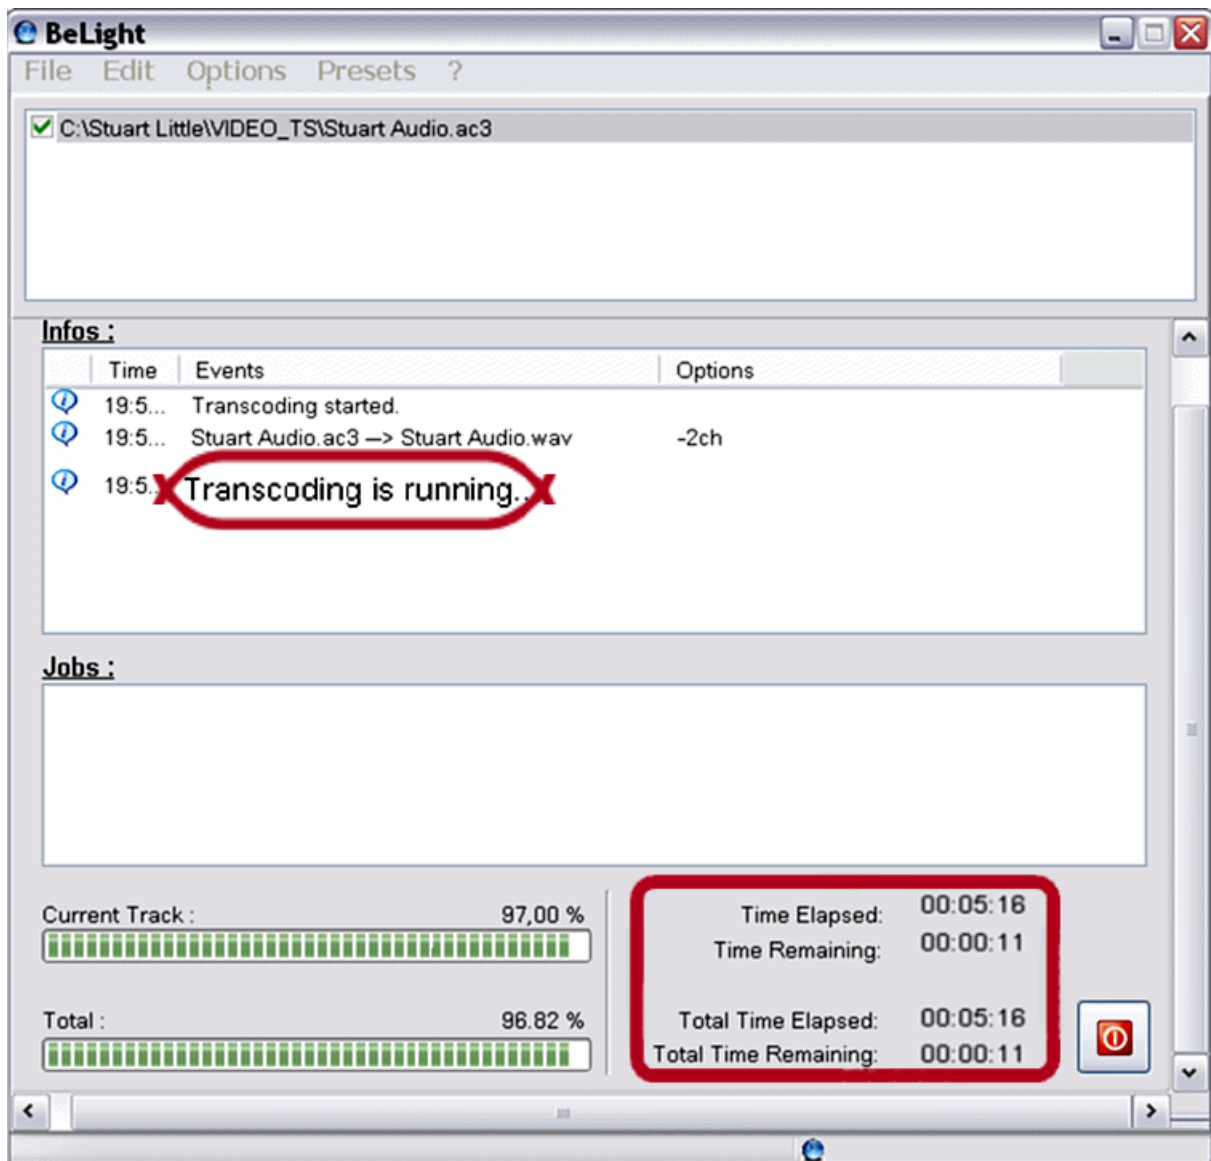 BeLight
File Edit Options Presets ?
C:\Stuart Little\VIDEO_TS\Stuart Audio.ac3
Infos :
Time Events Options
19:5... Transcoding started.
19:5... Stuart Audio.ac3 --> Stuart Audio.wav -2ch
19:5.. Transcoding is running..
Jobs :
Current Track : 97,00 %
Time Elapsed: 00:05:16
Time Remaining: 00:00:11
Total : 96.82 %
Total Time Elapsed: 00:05:16
Total Time Remaining: 00:00:11